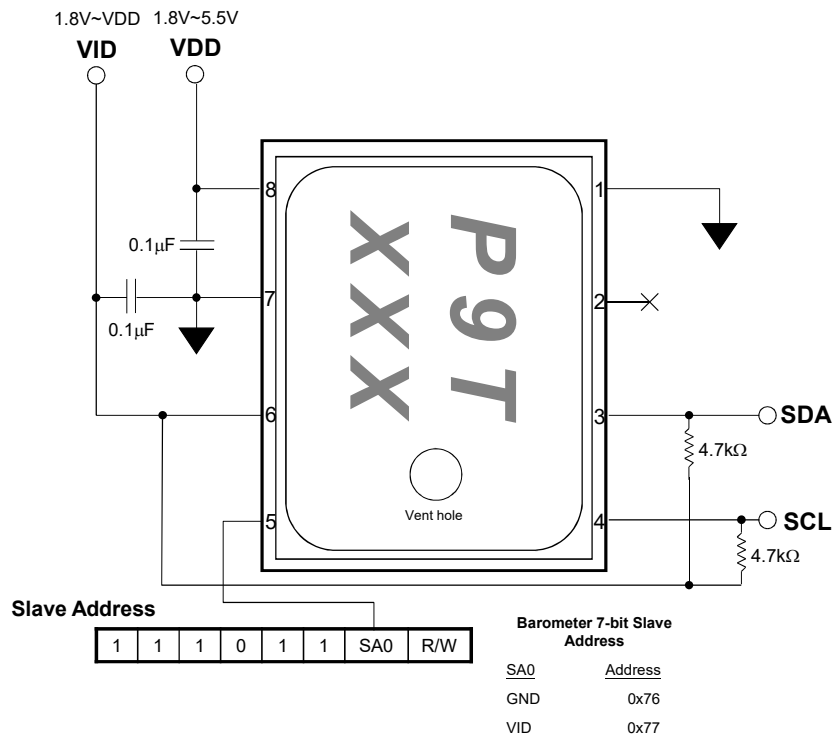 1.8V~VDD 1.8V~5.5V
VID VDD
8 1
0.1μF
7 2
0.1μF
P9T
XXX
6 3 SDA
4.7kΩ
Vent hole
5 4 SCL
4.7kΩ
Slave Address
1 1 1 0 1 1 SA0 R/W
Barometer 7-bit Slave
Address
SA0 Address
GND 0x76
VID 0x77